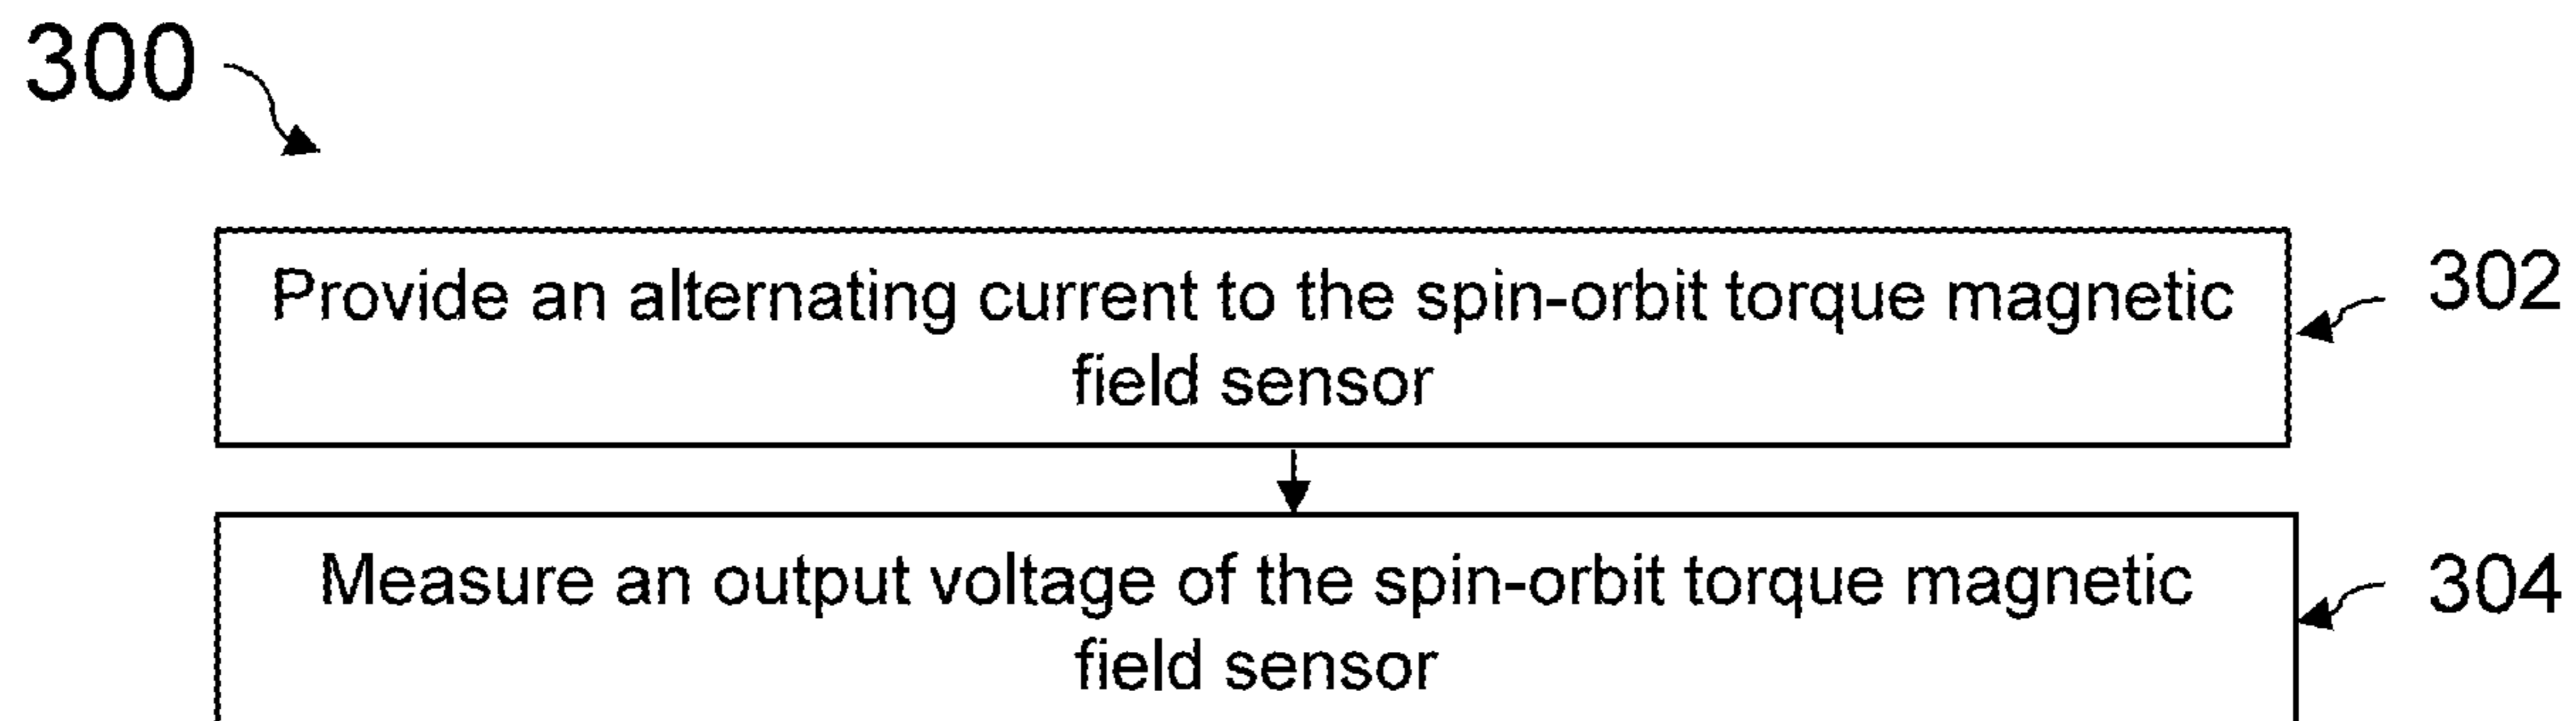 300
Provide an alternating current to the spin-orbit torque magnetic
field sensor
302
Measure an output voltage of the spin-orbit torque magnetic
field sensor
304